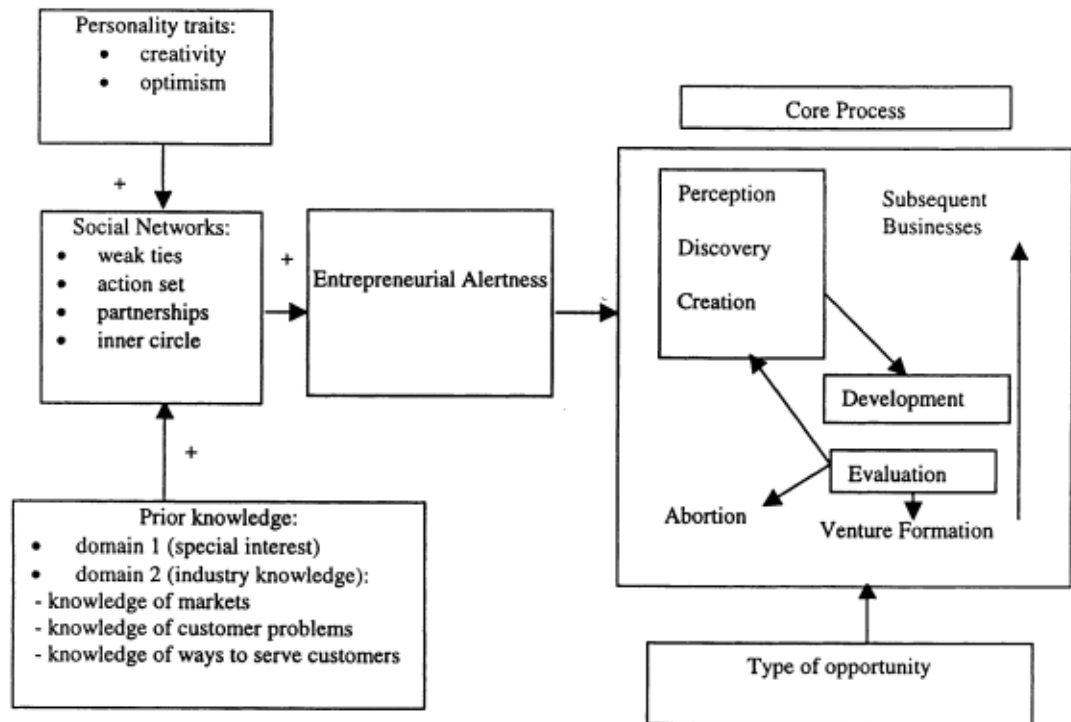 Personality traits:
• creativity
• optimism
+
Social Networks:
• weak ties
• action set
• partnerships
• inner circle
+
Entrepreneurial Alertness
+
Prior knowledge:
• domain 1 (special interest)
• domain 2 (industry knowledge):
- knowledge of markets
- knowledge of customer problems
- knowledge of ways to serve customers
Core Process
Perception
Discovery
Creation
Subsequent
Businesses
Development
Evaluation
Abortion
Venture Formation
Type of opportunity